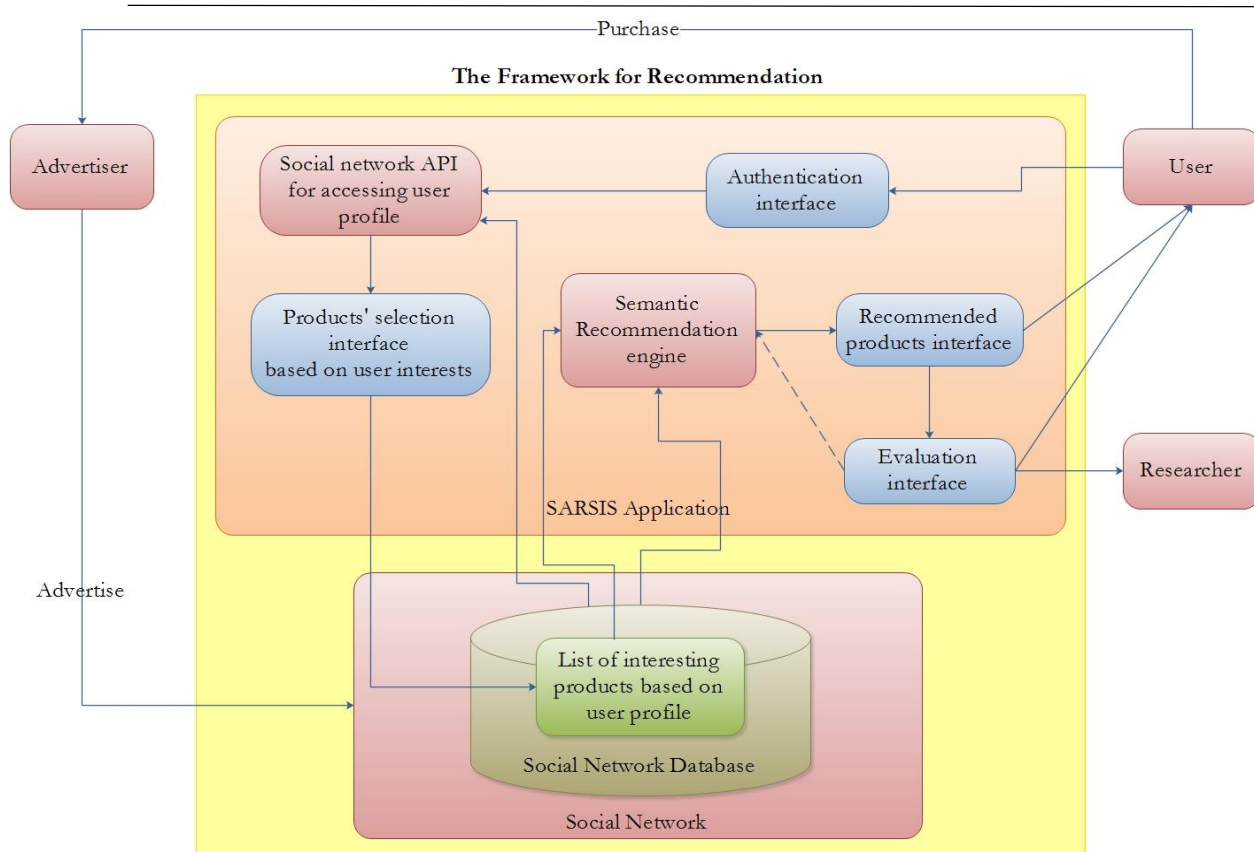 Purchase
The Framework for Recommendation
Advertiser
Social network API
for accessing user
profile
Authentication
interface
User
Products' selection
interface
based on user interests
Semantic
Recommendation
engine
Recommended
products interface
Evaluation
interface
Researcher
SARSIS Application
Advertise
List of interesting
products based on
user profile
Social Network Database
Social Network